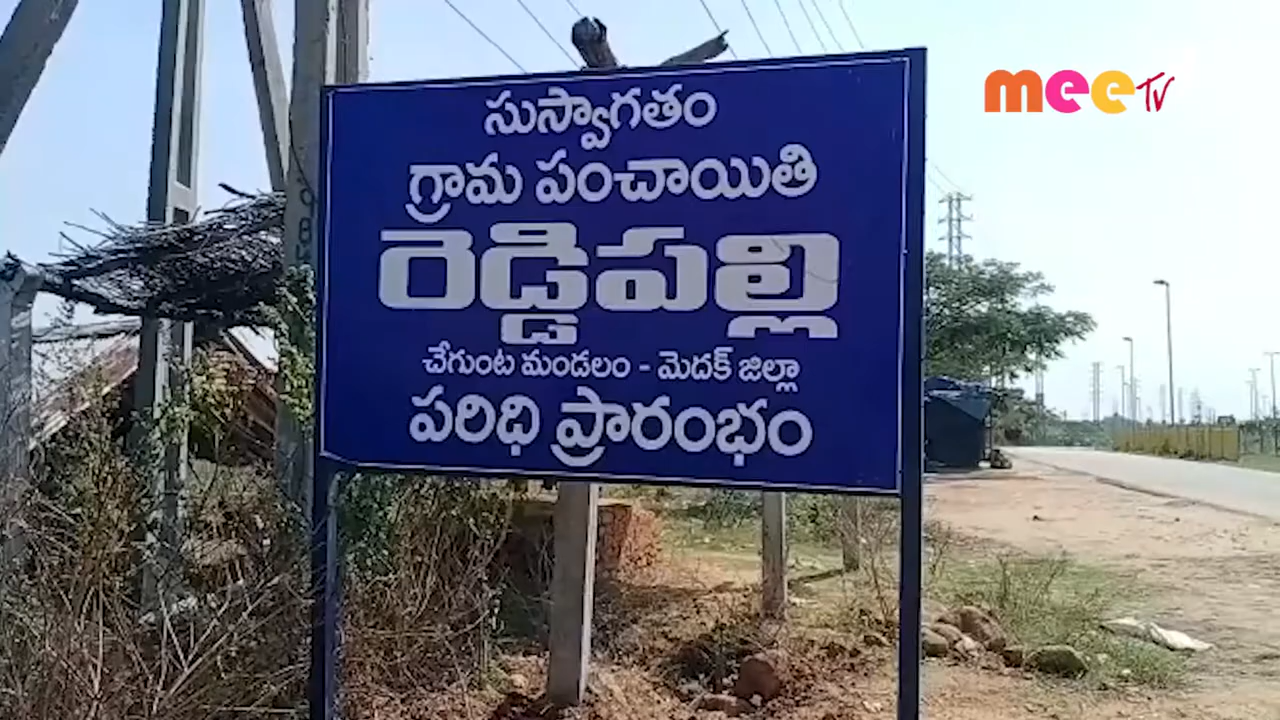 సుస్వాగతం
గ్రామ పంచాయితి
రెడ్డిపల్లి
చేగుంట మండలం - మెదక్ జిల్లా
పరిధి ప్రారంభం
meeTV